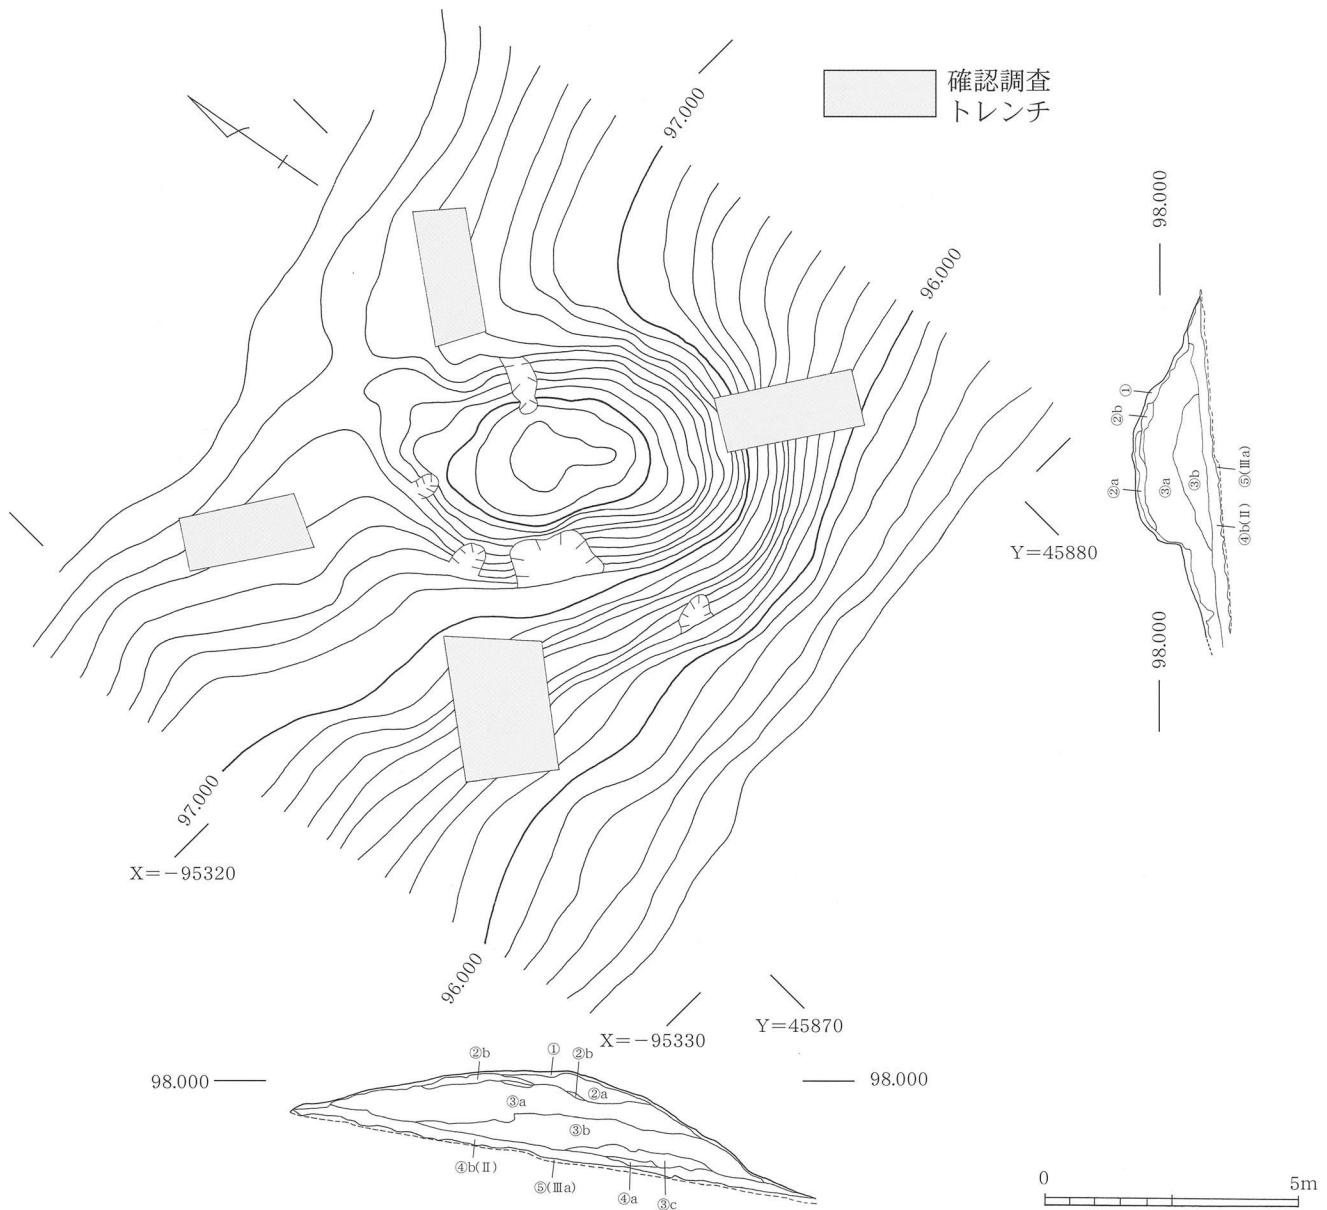 確認調査
トレンチ
97.000
96.000
98.000
①
②b
②a
③a
③b
④b(Ⅱ)
⑤(Ⅲa)
98.000
Y=45880
97.000
X=−95320
96.000
X=−95330
Y=45870
98.000
②b
①
②b
②a
③a
③b
④b(Ⅱ)
⑤(Ⅲa)
④a
③c
98.000
0
5m